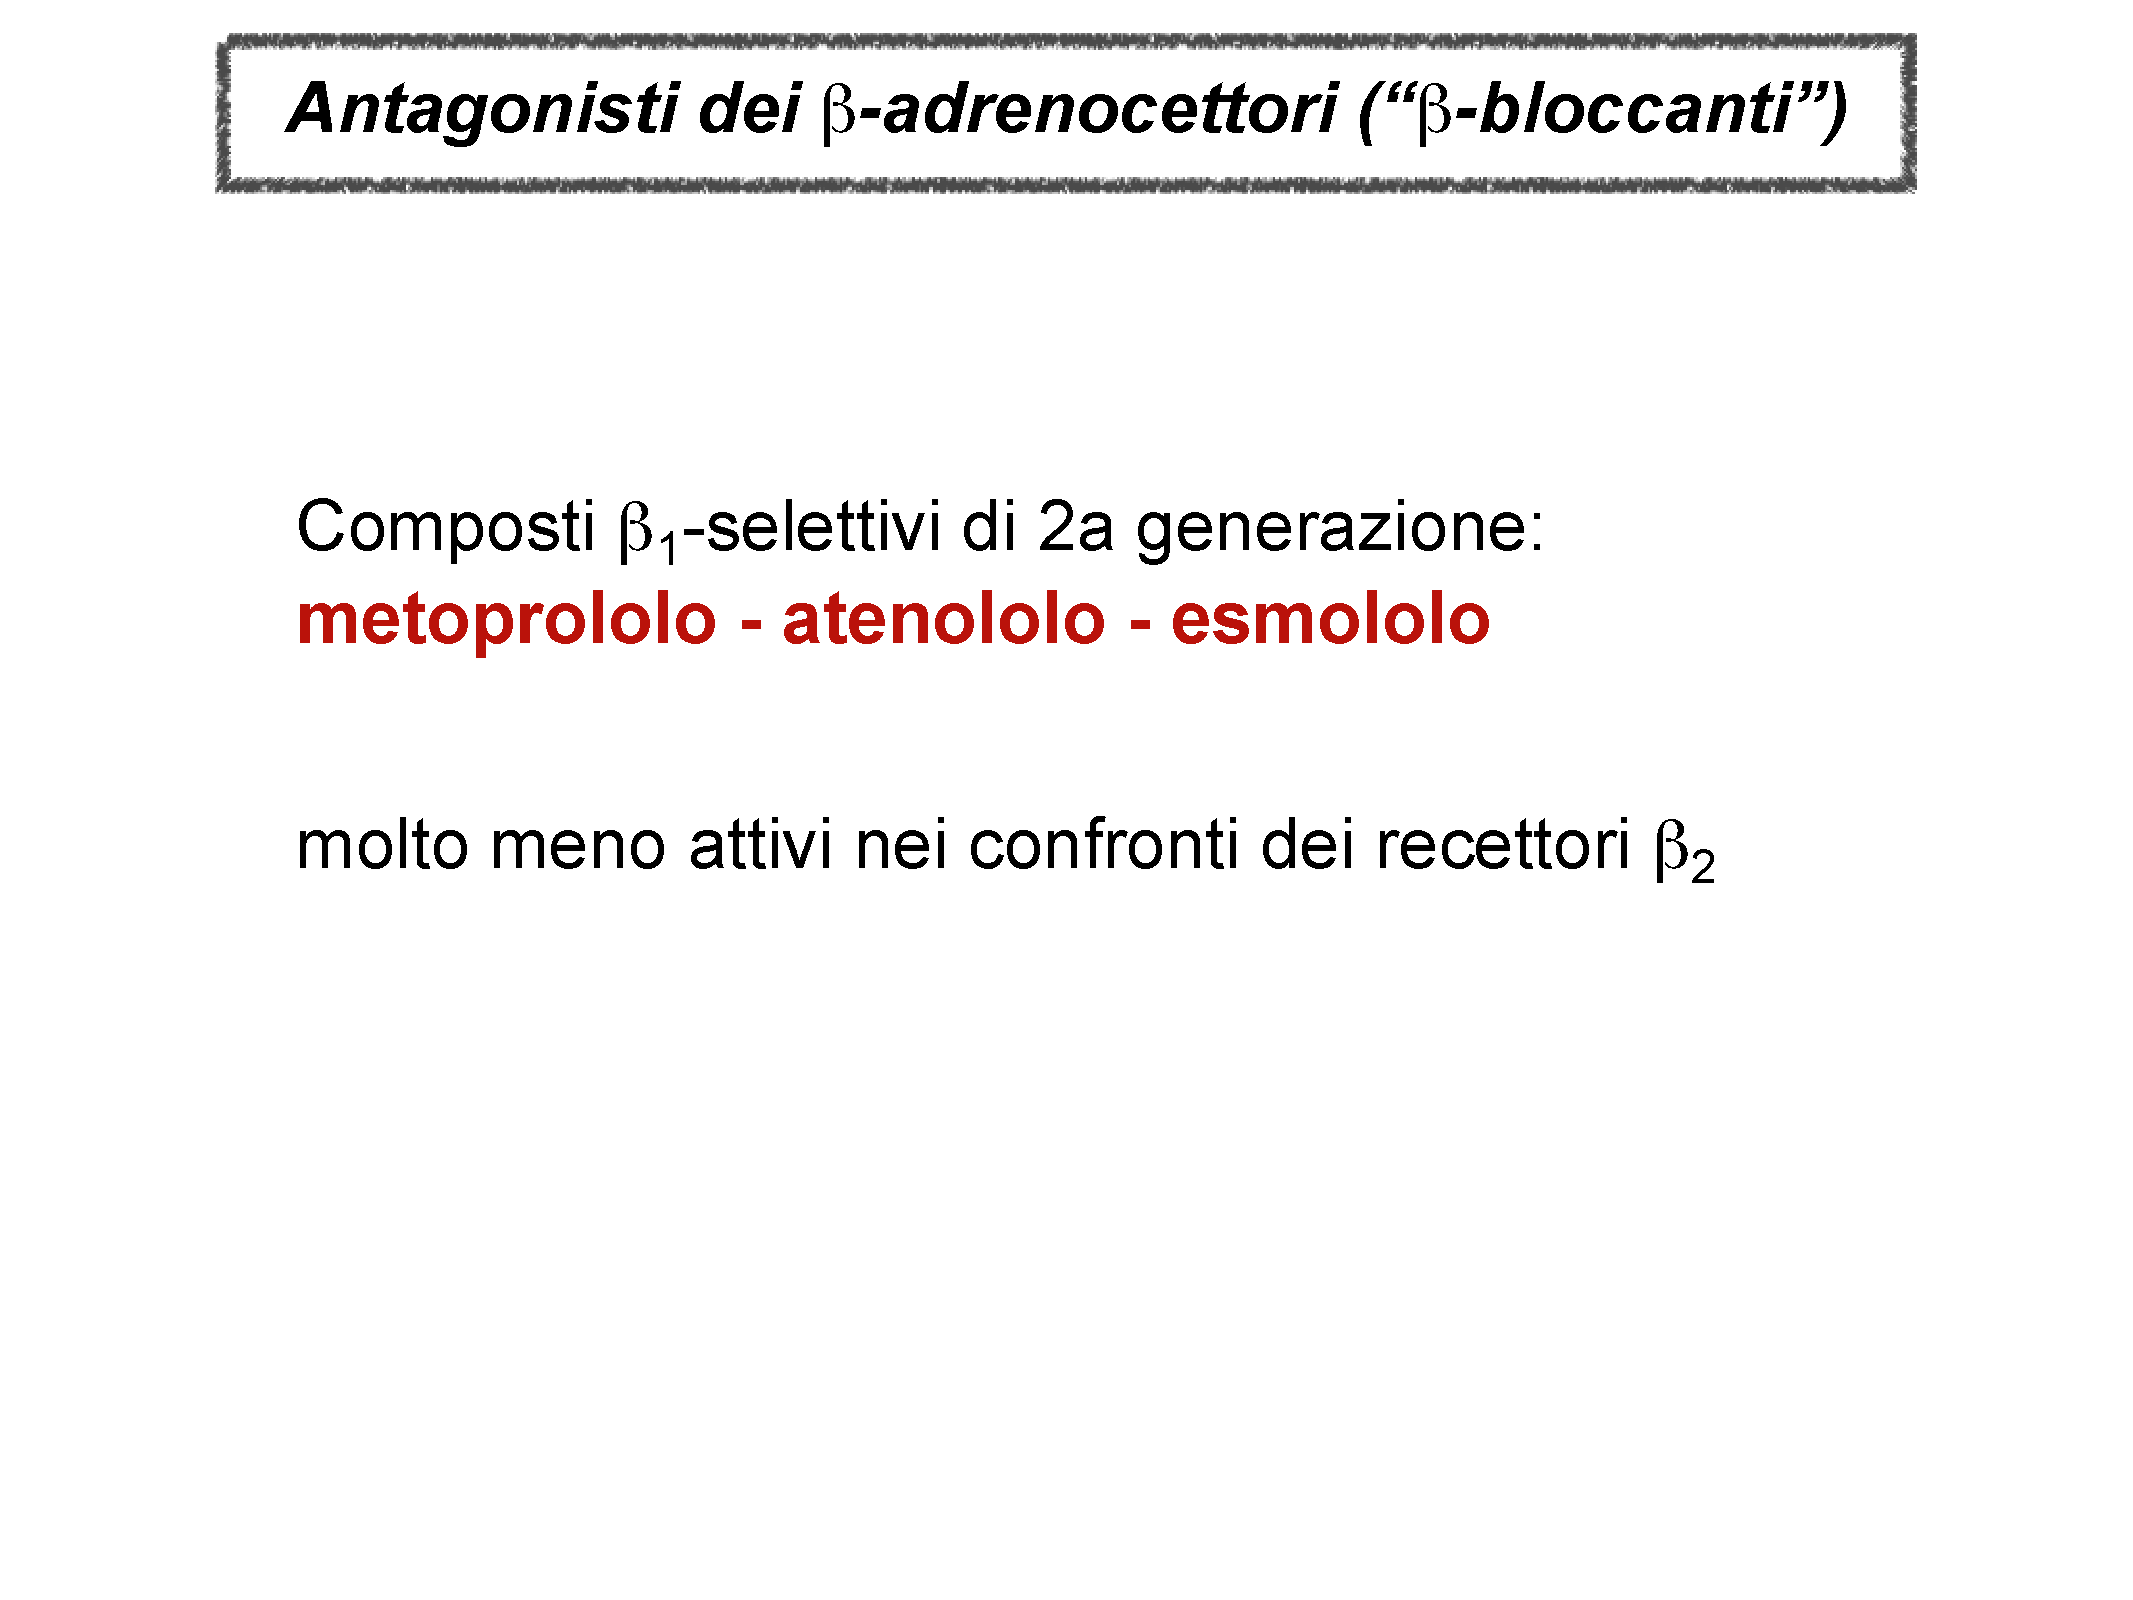 Antagonisti dei β-adrenocettori (“β-bloccanti”)
Composti β₁-selettivi di 2a generazione:
metoprololo - atenololo - esmololo
molto meno attivi nei confronti dei recettori β₂